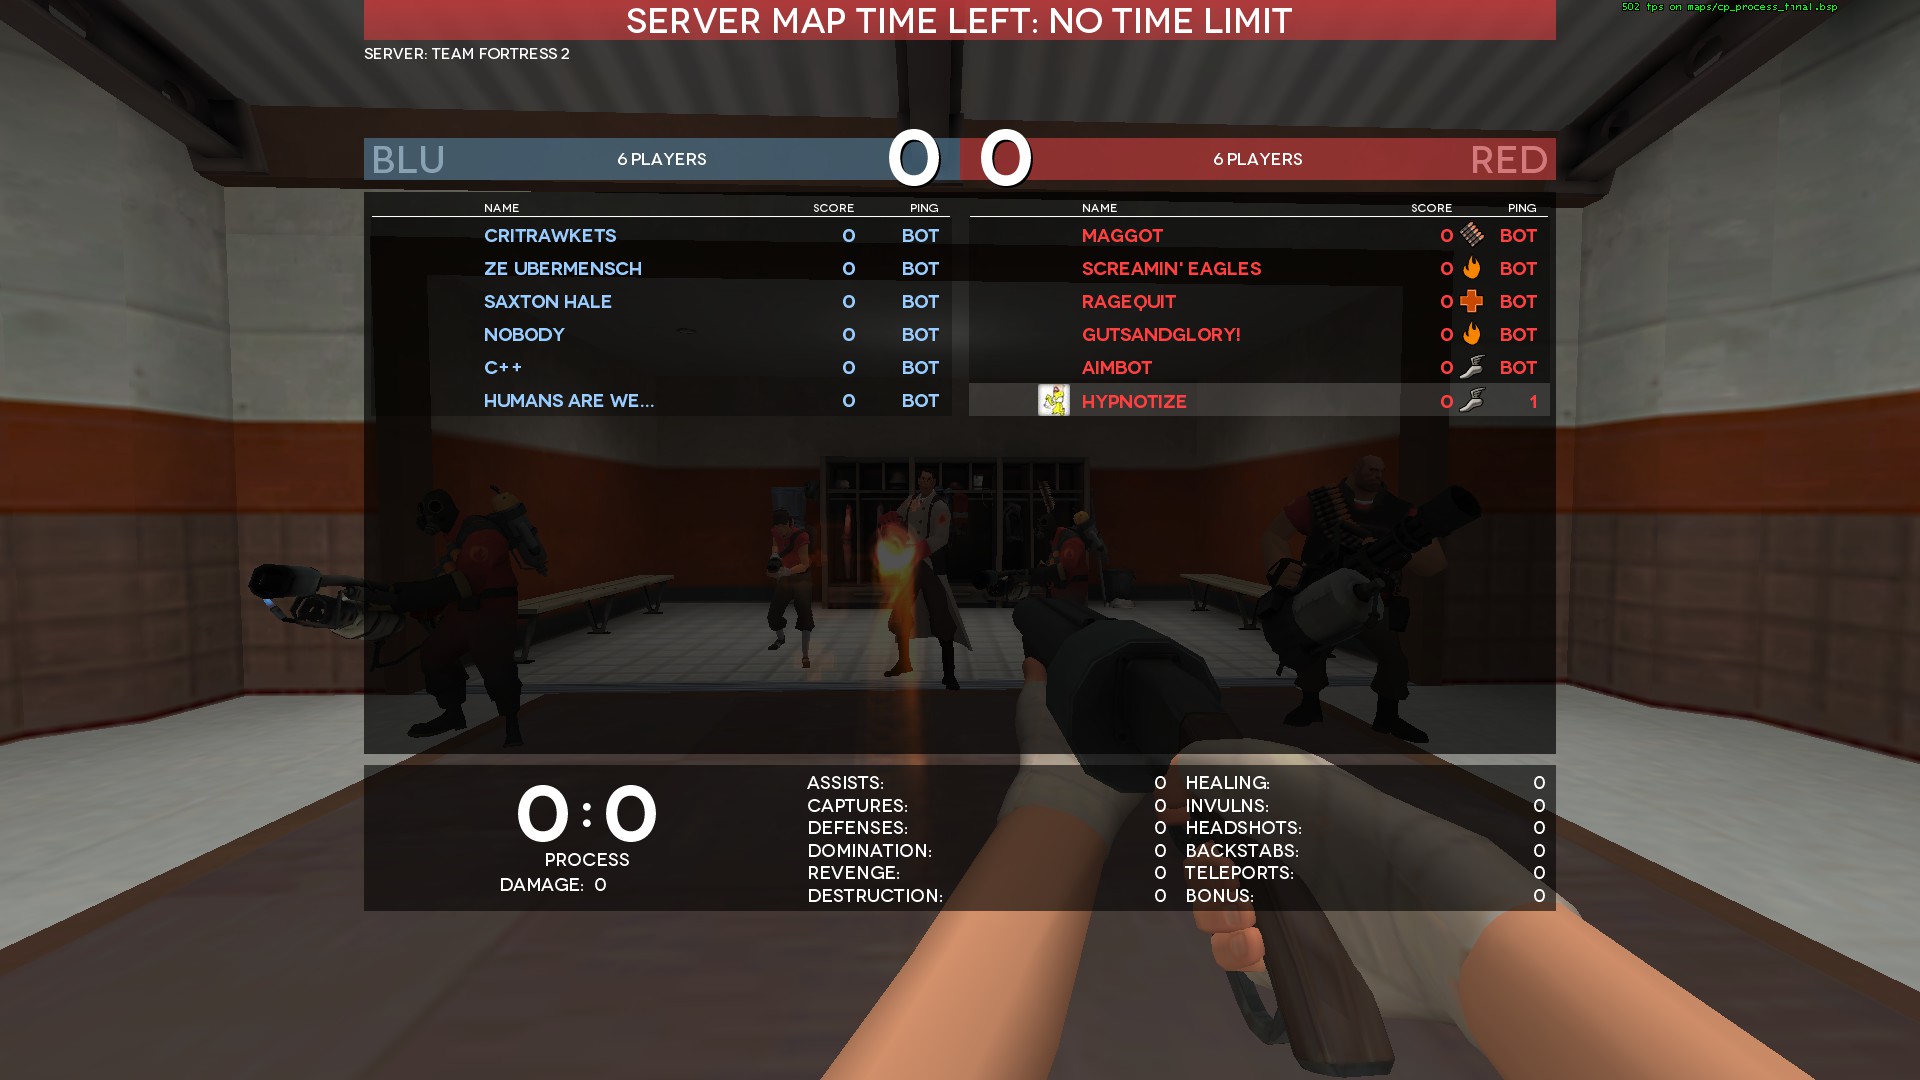 502 fps on maps/cp_process_final.bsp
SERVER MAP TIME LEFT: NO TIME LIMIT
SERVER: TEAM FORTRESS 2
BLU 6 PLAYERS 0 0 6 PLAYERS RED
NAME SCORE PING NAME SCORE PING
CRITRAWKETS 0 BOT MAGGOT 0 BOT
ZE UBERMENSCH 0 BOT SCREAMIN' EAGLES 0 BOT
SAXTON HALE 0 BOT RAGEQUIT 0 BOT
NOBODY 0 BOT GUTSANDGLORY! 0 BOT
C++ 0 BOT AIMBOT 0 BOT
HUMANS ARE WE... 0 BOT HYPNOTIZE 0 1
0:0
PROCESS
DAMAGE: 0
ASSISTS: 0 HEALING: 0
CAPTURES: 0 INVULNS: 0
DEFENSES: 0 HEADSHOTS: 0
DOMINATION: 0 BACKSTABS: 0
REVENGE: 0 TELEPORTS: 0
DESTRUCTION: 0 BONUS: 0